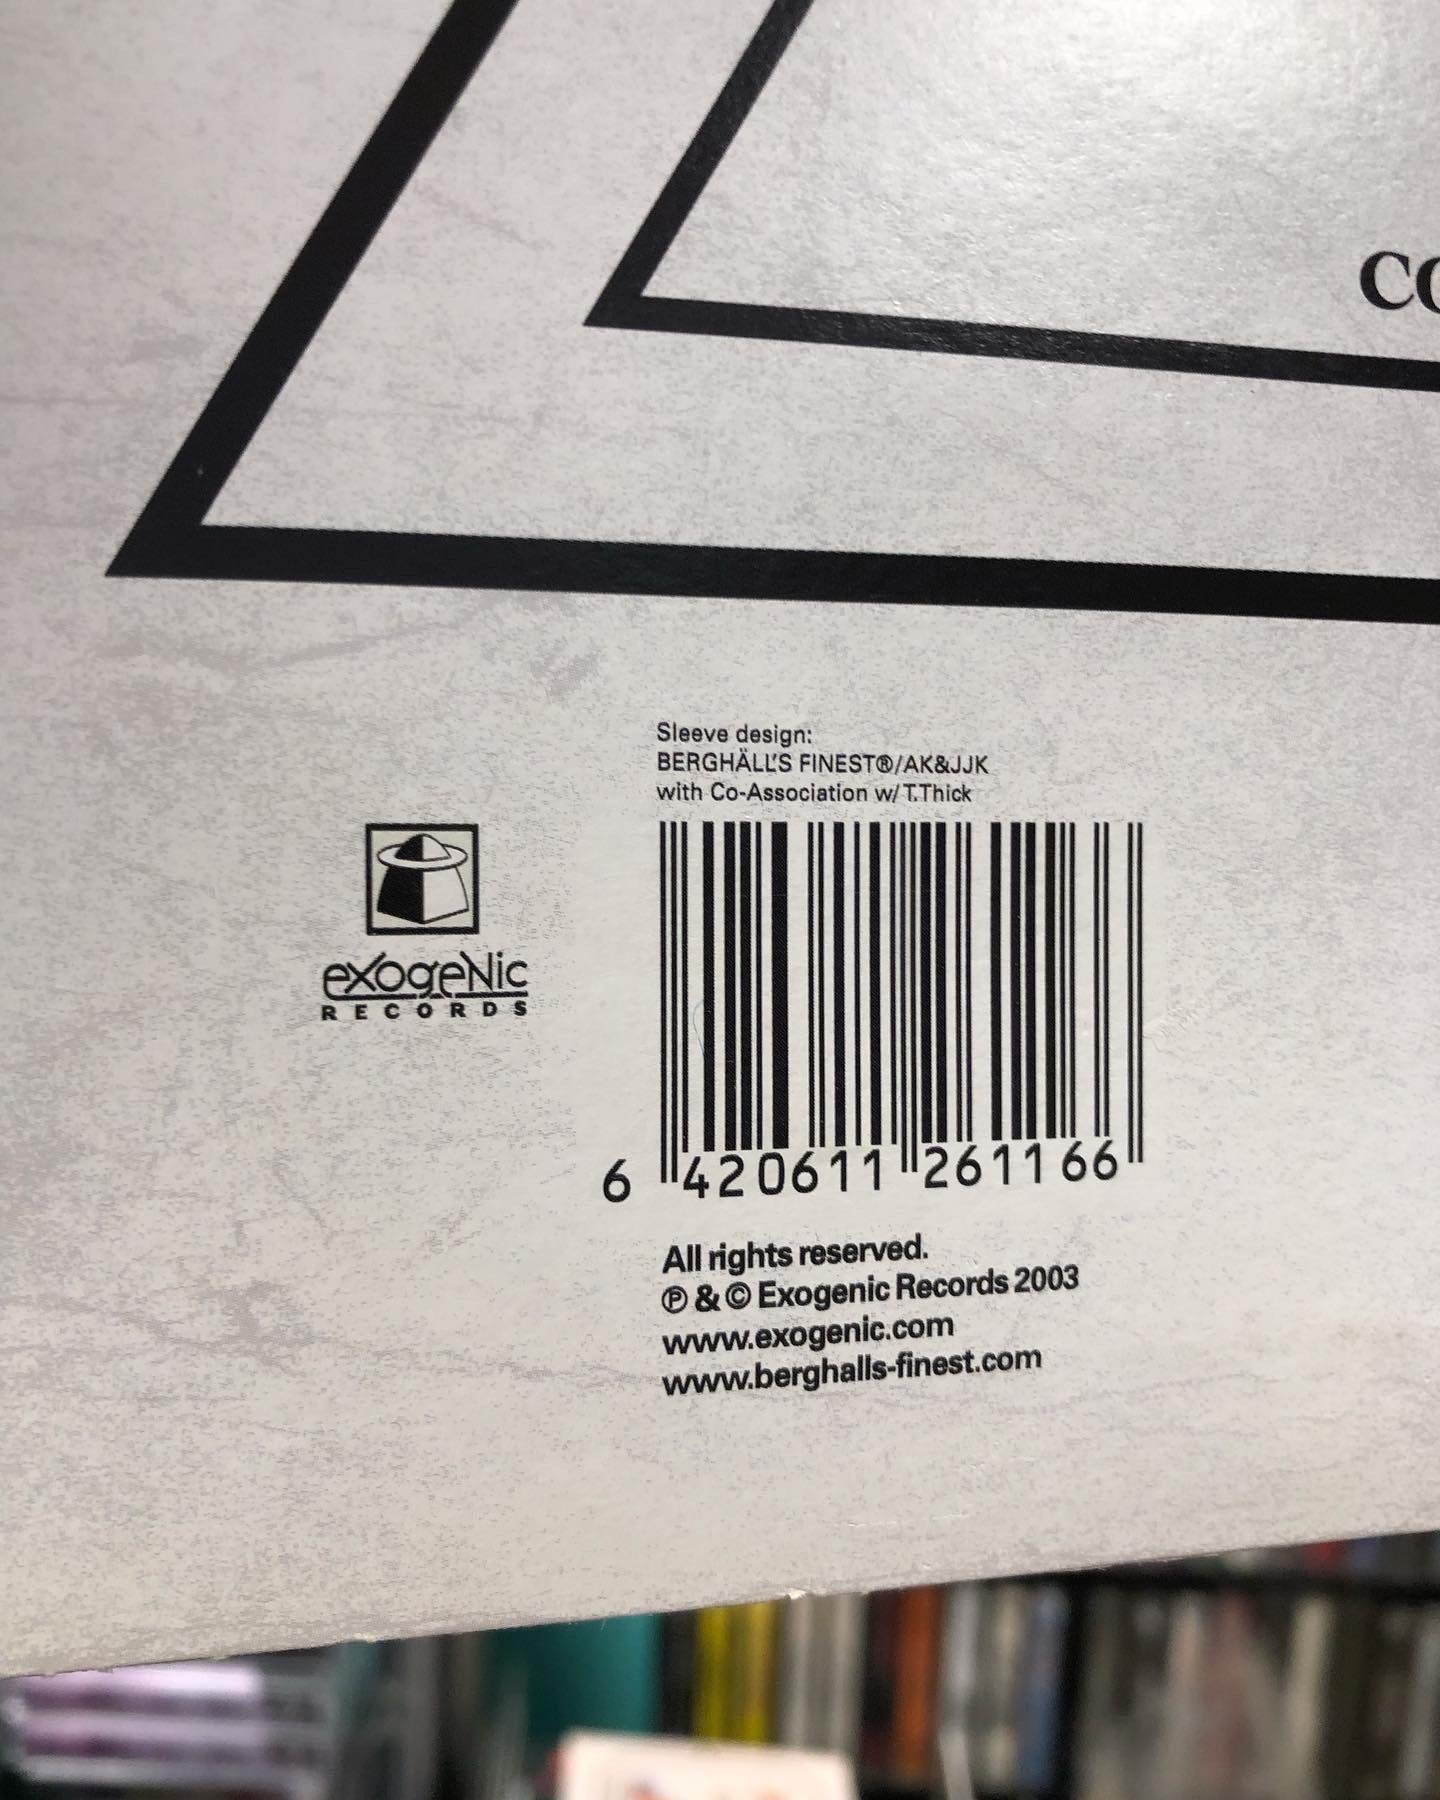 CO
Sleeve design:
BERGHÄLL'S FINEST®/AK&JJK
with Co-Association w/T.Thick
exogeNic
RECORDS
6 420611 261166
All rights reserved.
℗ & © Exogenic Records 2003
www.exogenic.com
www.berghalls-finest.com